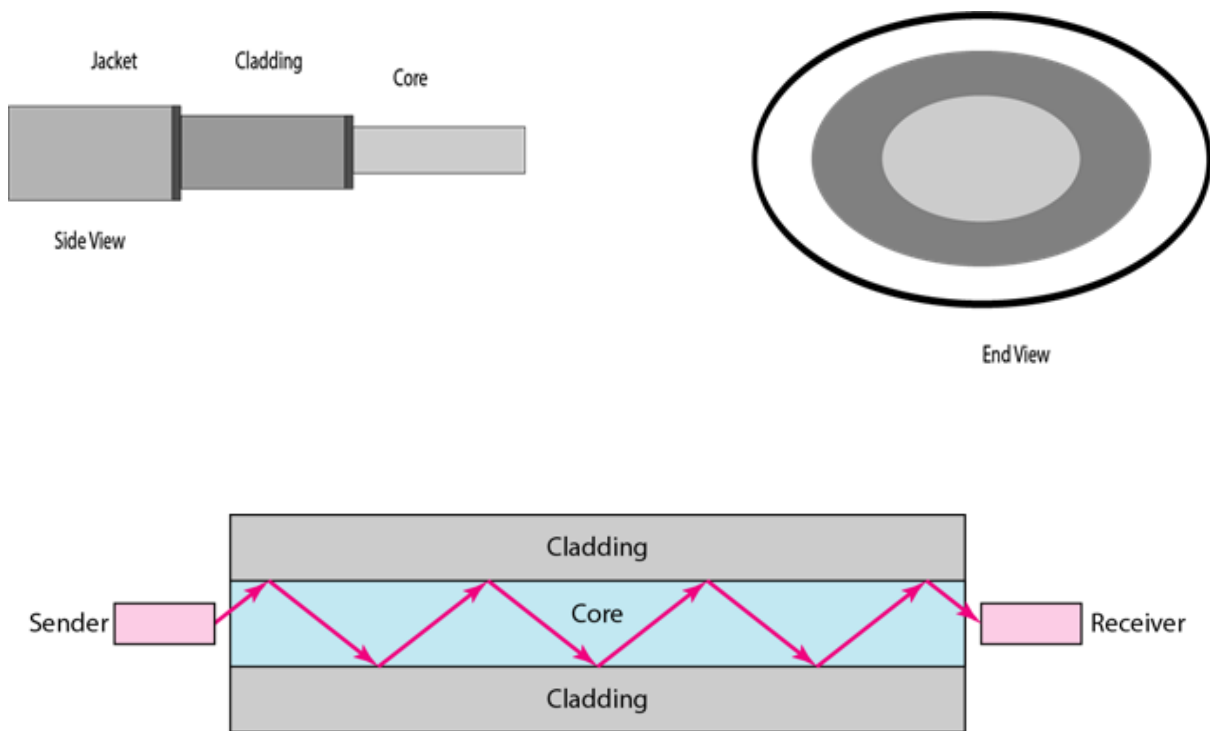 Jacket
Cladding
Core
Side View
End View
Cladding
Core
Sender
Receiver
Cladding